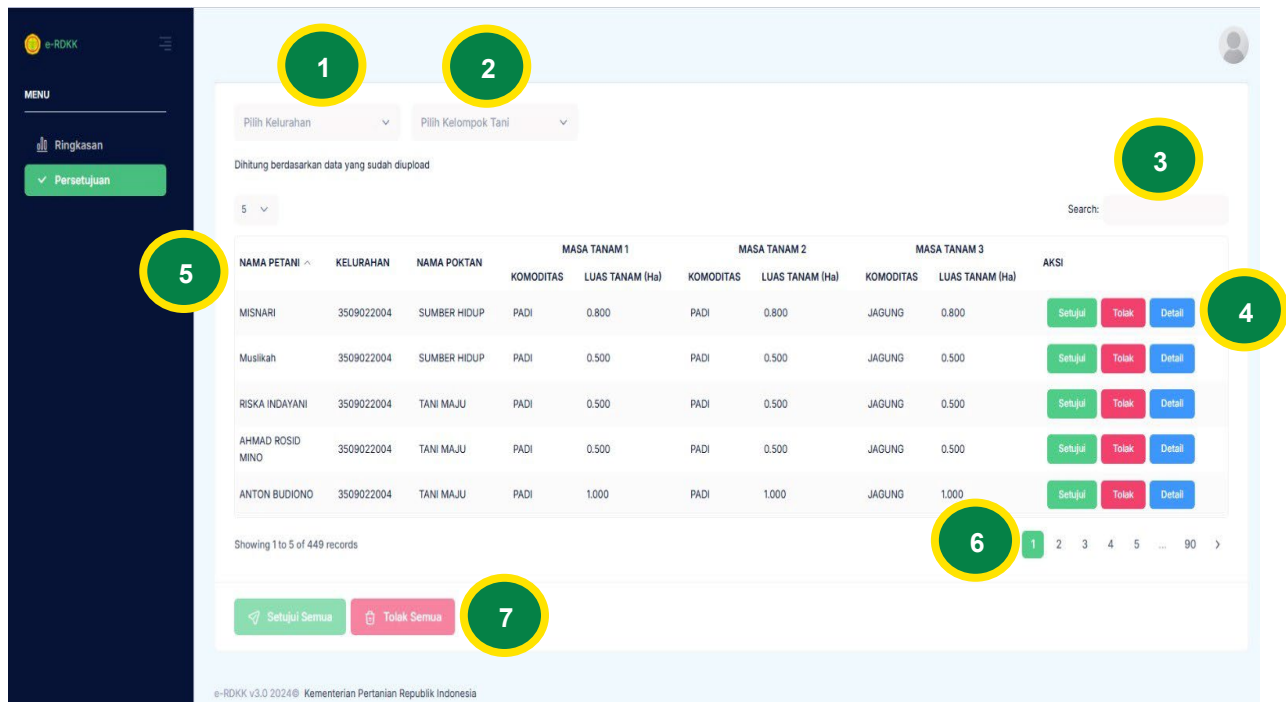 e-RDKK
1
2
MENU
Pilih Kelurahan
Pilih Kelompok Tani
Ringkasan
Dihitung berdasarkan data yang sudah diupload
3
Persetujuan
5
Search:
5
MASA TANAM 1 MASA TANAM 2 MASA TANAM 3
NAMA PETANI KELURAHAN NAMA POKTAN AKSI
KOMODITAS LUAS TANAM (Ha) KOMODITAS LUAS TANAM (Ha) KOMODITAS LUAS TANAM (Ha)
MISNARI 3509022004 SUMBER HIDUP PADI 0.800 PADI 0.800 JAGUNG 0.800 Setujui Tolak Detail
4
Muslikah 3509022004 SUMBER HIDUP PADI 0.500 PADI 0.500 JAGUNG 0.500 Setujui Tolak Detail
RISKA INDAYANI 3509022004 TANI MAJU PADI 0.500 PADI 0.500 JAGUNG 0.500 Setujui Tolak Detail
AHMAD ROSID
MINO 3509022004 TANI MAJU PADI 0.500 PADI 0.500 JAGUNG 0.500 Setujui Tolak Detail
ANTON BUDIONO 3509022004 TANI MAJU PADI 1.000 PADI 1.000 JAGUNG 1.000 Setujui Tolak Detail
Showing 1 to 5 of 449 records
6
1 2 3 4 5 ... 90 >
Setujui Semua
Tolak Semua
7
e-RDKK v3.0 2024© Kementerian Pertanian Republik Indonesia